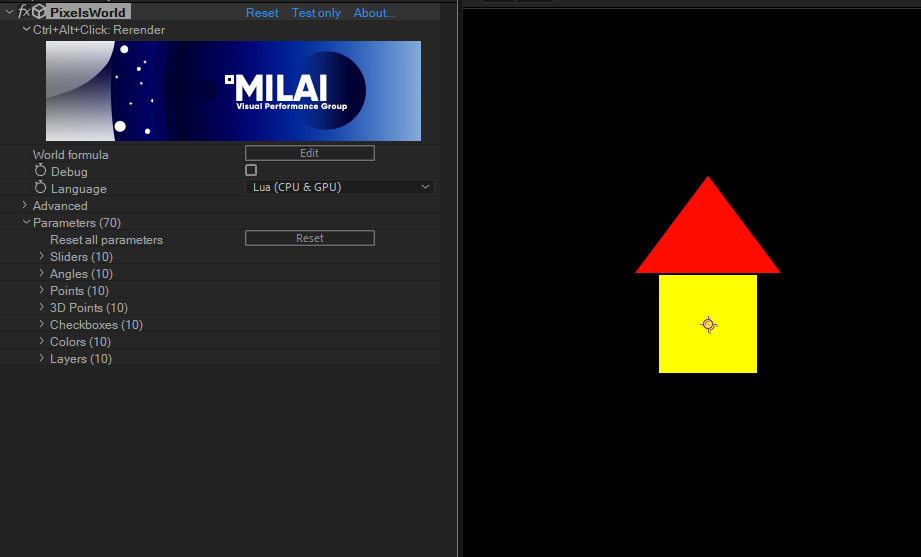 fx PixelsWorld Reset Test only About...
Ctrl+Alt+Click: Rerender
MILAI
Visual Performance Group
World formula Edit
Debug
Language Lua (CPU & GPU)
Advanced
Parameters (70)
Reset all parameters Reset
Sliders (10)
Angles (10)
Points (10)
3D Points (10)
Checkboxes (10)
Colors (10)
Layers (10)